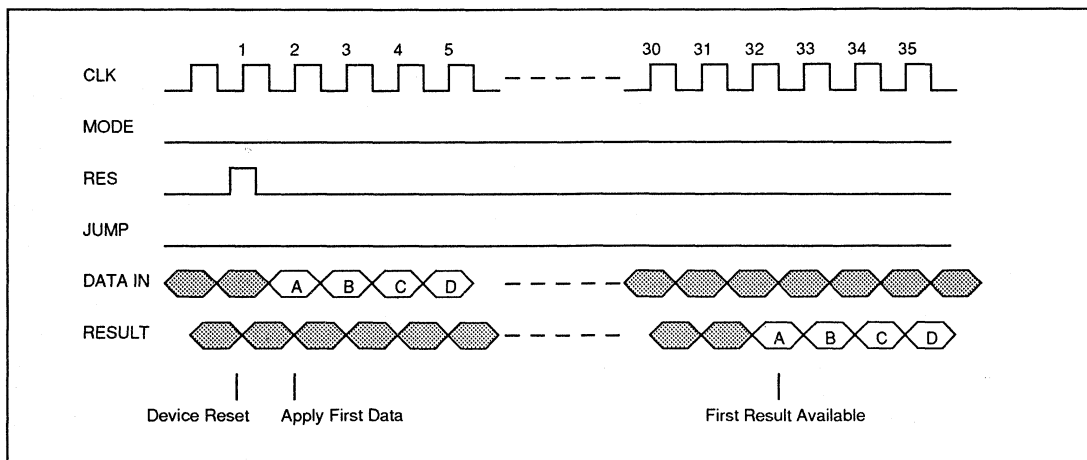 1 2 3 4 5 30 31 32 33 34 35
CLK
MODE
RES
JUMP
DATA IN A B C D
RESULT A B C D
Device Reset Apply First Data First Result Available